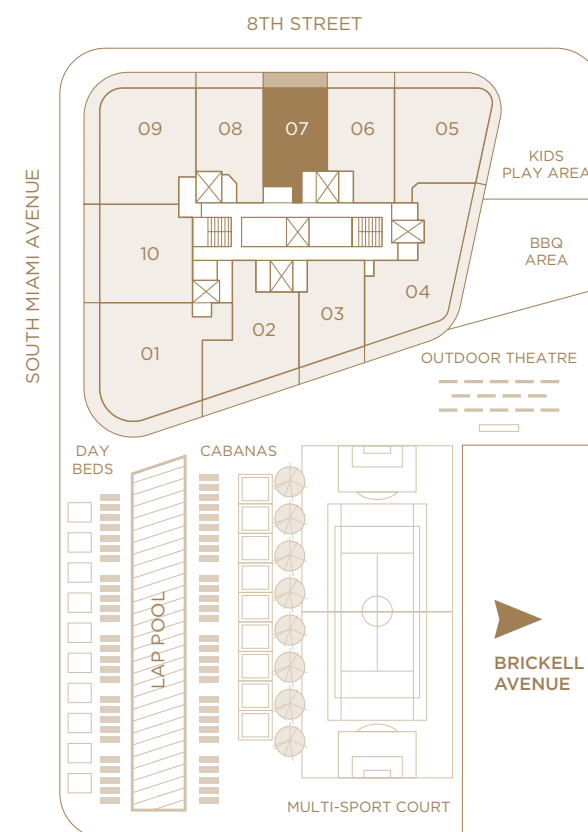 8TH STREET
SOUTH MIAMI AVENUE
09
08
07
06
05
KIDS
PLAY AREA
BBQ
AREA
10
04
03
02
01
OUTDOOR THEATRE
DAY
BEDS
CABANAS
LAP POOL
BRICKELL
AVENUE
MULTI-SPORT COURT